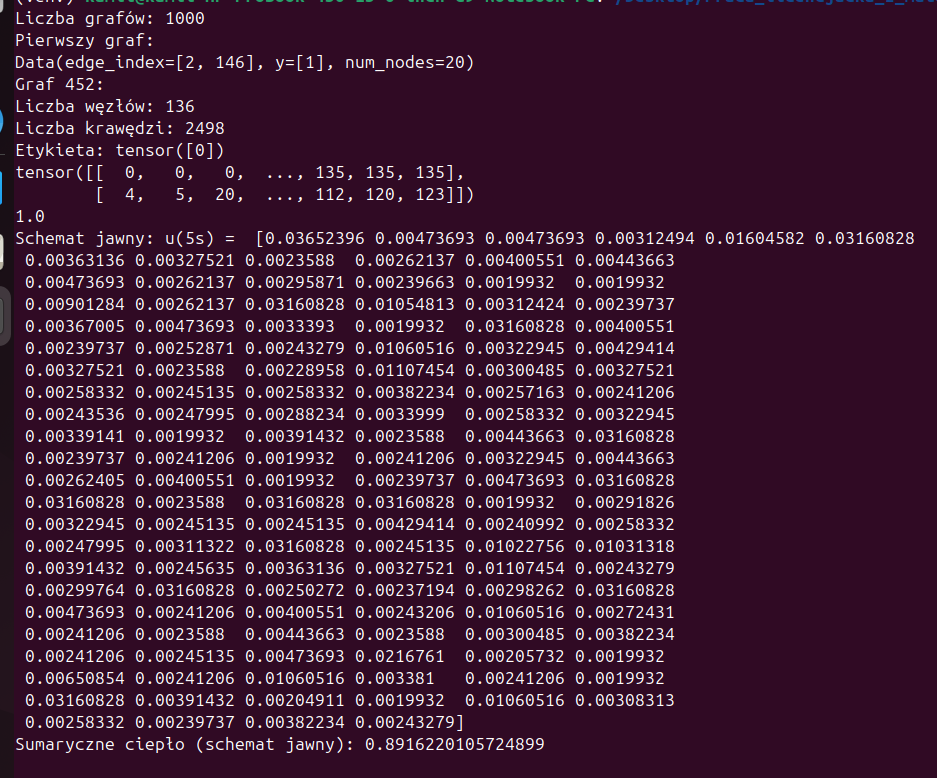 Liczba grafów: 1000
Pierwszy graf:
Data(edge_index=[2, 146], y=[1], num_nodes=20)
Graf 452:
Liczba węzłów: 136
Liczba krawędzi: 2498
Etykieta: tensor([0])
tensor([[  0,   0,   0,  ..., 135, 135, 135],
        [  4,   5,  20,  ..., 112, 120, 123]])
1.0
Schemat jawny: u(5s) =  [0.03652396 0.00473693 0.00473693 0.00312494 0.01604582 0.03160828
 0.00363136 0.00327521 0.0023588  0.00262137 0.00400551 0.00443663
 0.00473693 0.00262137 0.00295871 0.00239663 0.0019932  0.0019932
 0.00901284 0.00262137 0.03160828 0.01054813 0.00312424 0.00239737
 0.00367005 0.00473693 0.0033393  0.0019932  0.03160828 0.00400551
 0.00239737 0.00252871 0.00243279 0.01060516 0.00322945 0.00429414
 0.00327521 0.0023588  0.00228958 0.01107454 0.00300485 0.00327521
 0.00258332 0.00245135 0.00258332 0.00382234 0.00257163 0.00241206
 0.00243536 0.00247995 0.00288234 0.0033999  0.00258332 0.00322945
 0.00339141 0.0019932  0.00391432 0.0023588  0.00443663 0.03160828
 0.00239737 0.00241206 0.0019932  0.00241206 0.00322945 0.00443663
 0.00262405 0.00400551 0.0019932  0.00239737 0.00473693 0.03160828
 0.03160828 0.0023588  0.03160828 0.03160828 0.0019932  0.00291826
 0.00322945 0.00245135 0.00245135 0.00429414 0.00240992 0.00258332
 0.00247995 0.00311322 0.03160828 0.00245135 0.01022756 0.01031318
 0.00391432 0.00245635 0.00363136 0.00327521 0.01107454 0.00243279
 0.00299764 0.03160828 0.00250272 0.00237194 0.00298262 0.03160828
 0.00473693 0.00241206 0.00400551 0.00243206 0.01060516 0.00272431
 0.00241206 0.0023588  0.00443663 0.0023588  0.00300485 0.00382234
 0.00241206 0.00245135 0.00473693 0.0216761  0.00205732 0.0019932
 0.00650854 0.00241206 0.01060516 0.003381   0.00241206 0.0019932
 0.03160828 0.00391432 0.00204911 0.0019932  0.01060516 0.00308313
 0.00258332 0.00239737 0.00382234 0.00243279]
Sumaryczne ciepło (schemat jawny): 0.8916220105724899